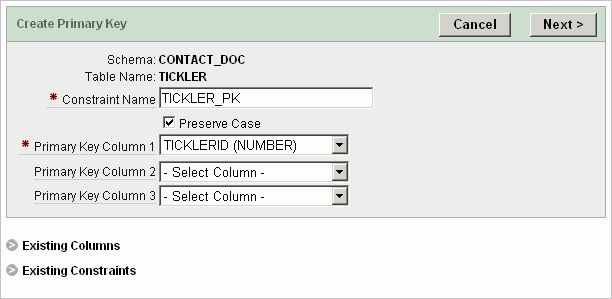 Create Primary Key Cancel Next >
Schema: CONTACT_DOC
Table Name: TICKLER
* Constraint Name TICKLER_PK
Preserve Case
* Primary Key Column 1 TICKLERID (NUMBER)
Primary Key Column 2 - Select Column -
Primary Key Column 3 - Select Column -
Existing Columns
Existing Constraints